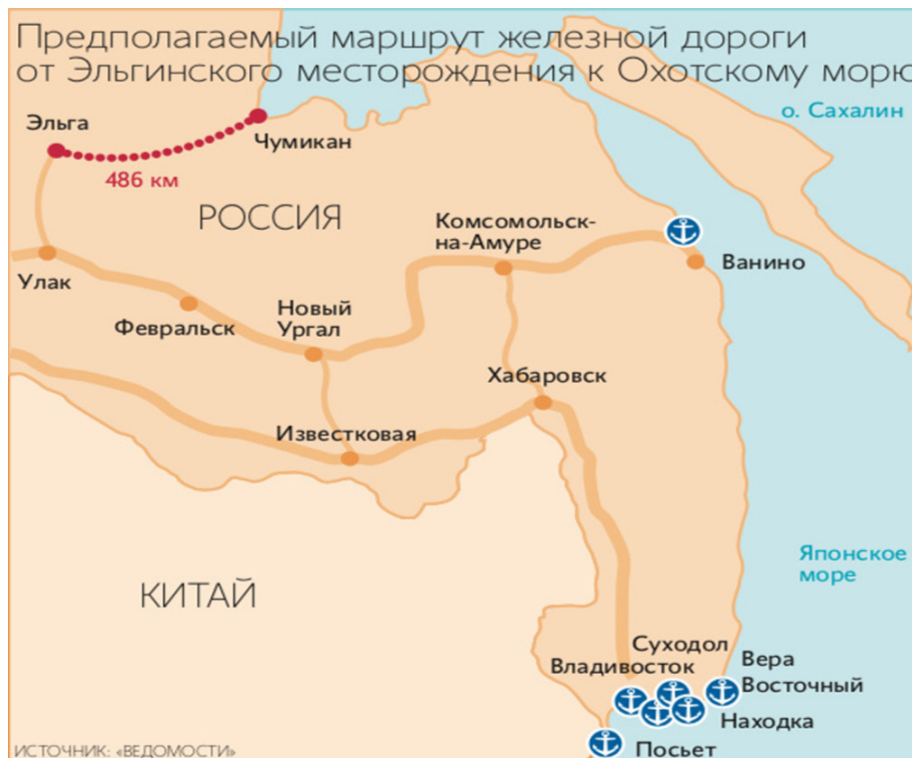 Предполагаемый маршрут железной дороги
от Эльгинского месторождения к Охотскому морю
о. Сахалин
Эльга
Чумикан
486 км
РОССИЯ
Комсомольск-
на-Амуре
Ванино
Улак
Новый
Ургал
Февральск
Хабаровск
Известковая
Японское
море
КИТАЙ
Суходол
Владивосток
Вера
Восточный
Находка
Посьет
ИСТОЧНИК: «ВЕДОМОСТИ»